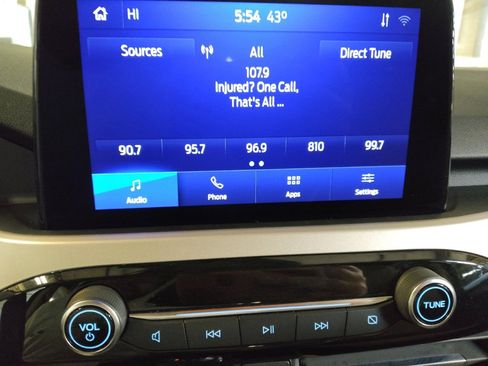 HI 5:54 43°
Sources All Direct Tune
107.9
Injured? One Call,
That's All ...
90.7 95.7 96.9 810 99.7
Audio Phone Apps Settings
VOL TUNE